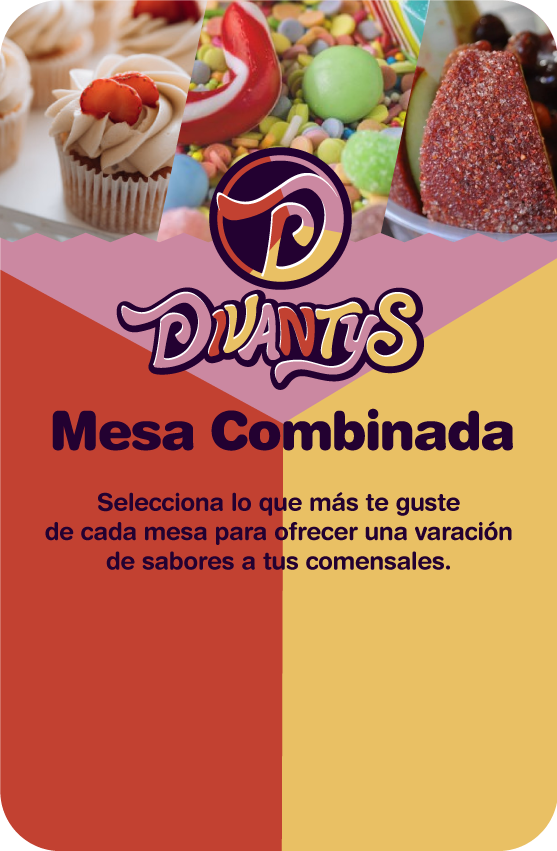 D
DIVANTYS
Mesa Combinada
Selecciona lo que más te guste
de cada mesa para ofrecer una varación
de sabores a tus comensales.